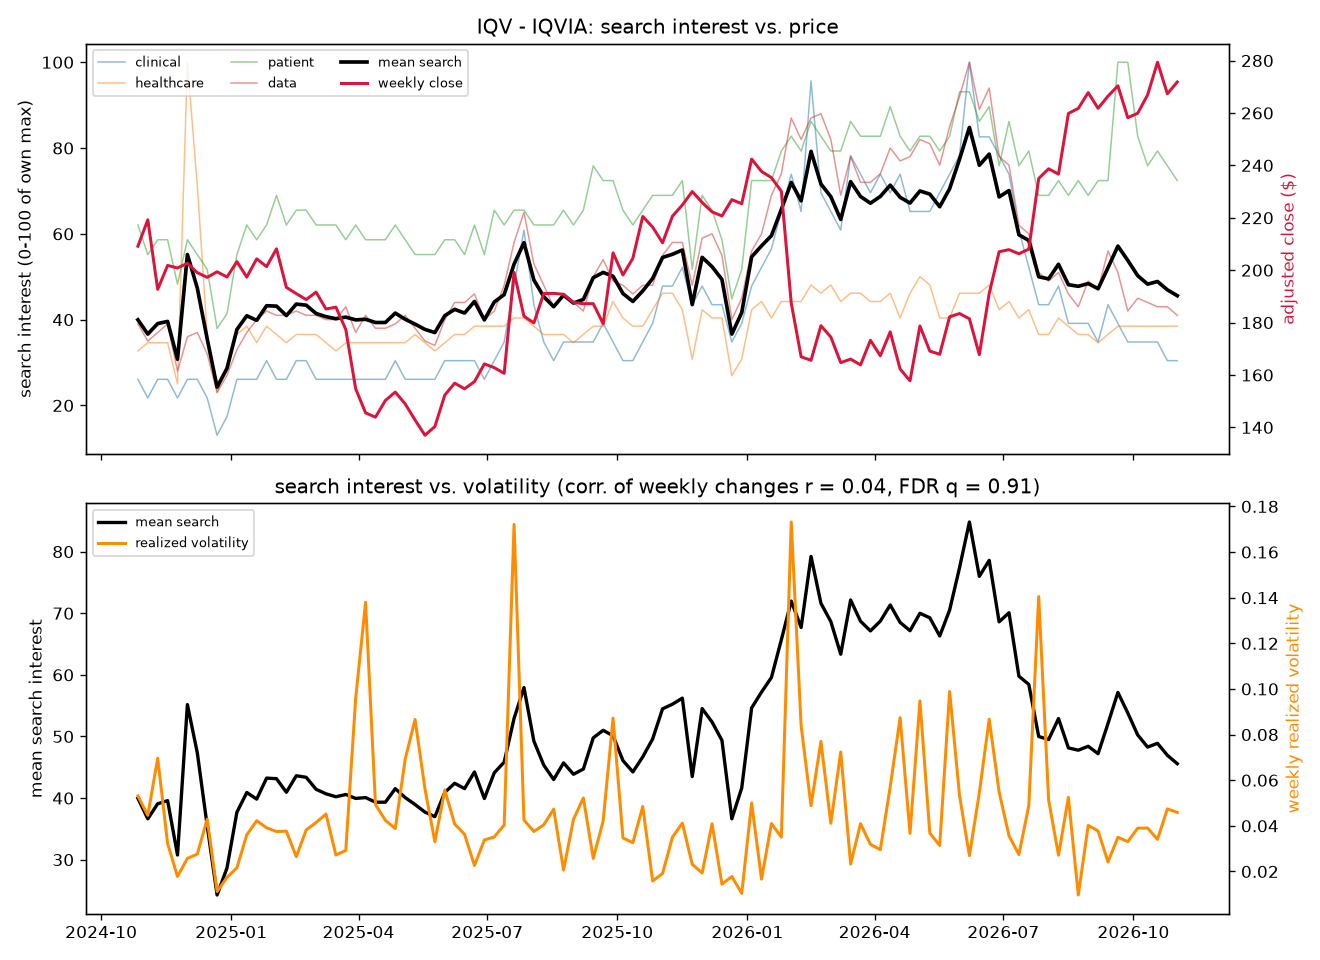 IQV - IQVIA: search interest vs. price
clinical
healthcare
patient
data
mean search
weekly close
search interest (0-100 of own max)
100
80
60
40
20
adjusted close ($)
280
260
240
220
200
180
160
140
search interest vs. volatility (corr. of weekly changes r = 0.04, FDR q = 0.91)
mean search
realized volatility
mean search interest
80
70
60
50
40
30
weekly realized volatility
0.18
0.16
0.14
0.12
0.10
0.08
0.06
0.04
0.02
2024-10
2025-01
2025-04
2025-07
2025-10
2026-01
2026-04
2026-07
2026-10